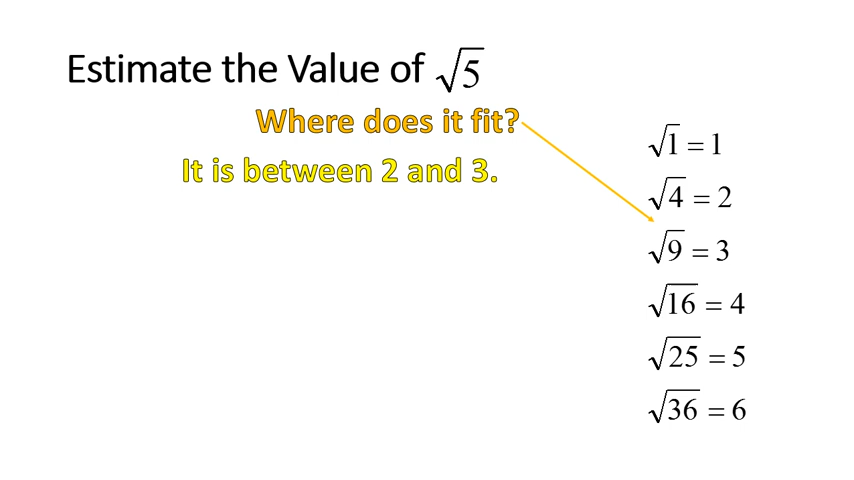 Estimate the Value of √5
Where does it fit?
It is between 2 and 3.
√1 = 1
√4 = 2
√9 = 3
√16 = 4
√25 = 5
√36 = 6